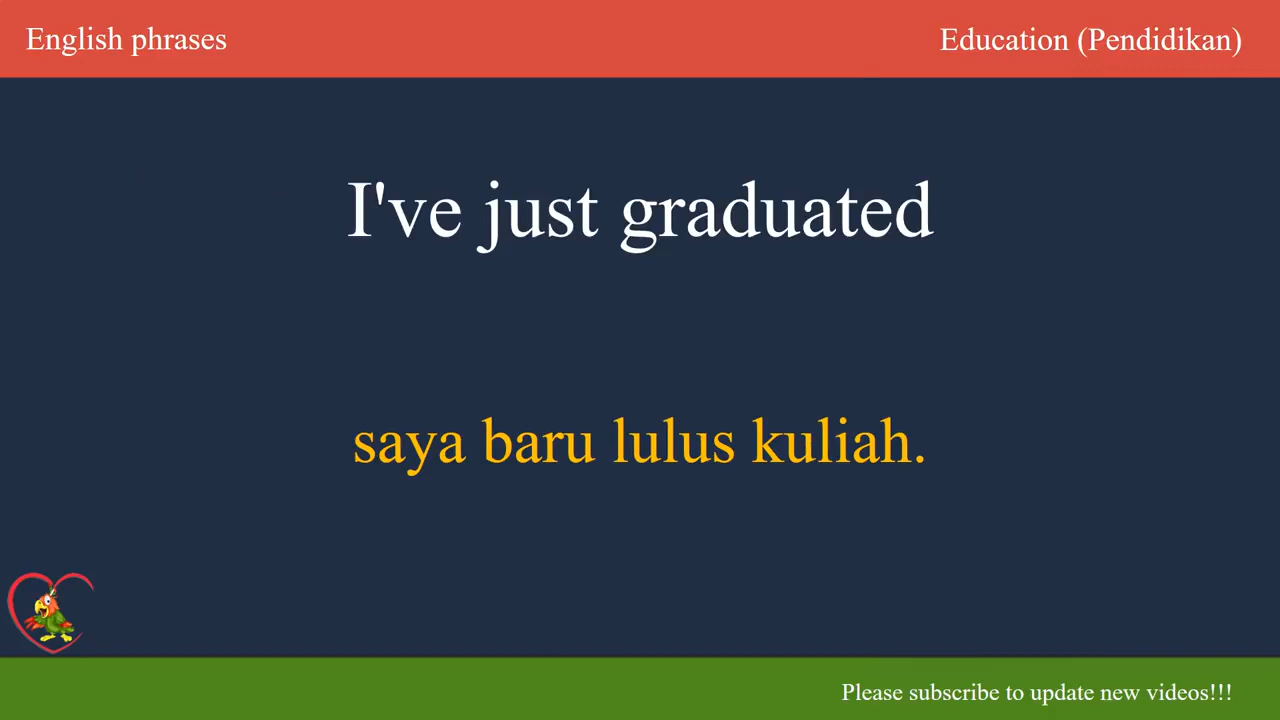 English phrases
Education (Pendidikan)
I've just graduated
saya baru lulus kuliah.
Please subscribe to update new videos!!!